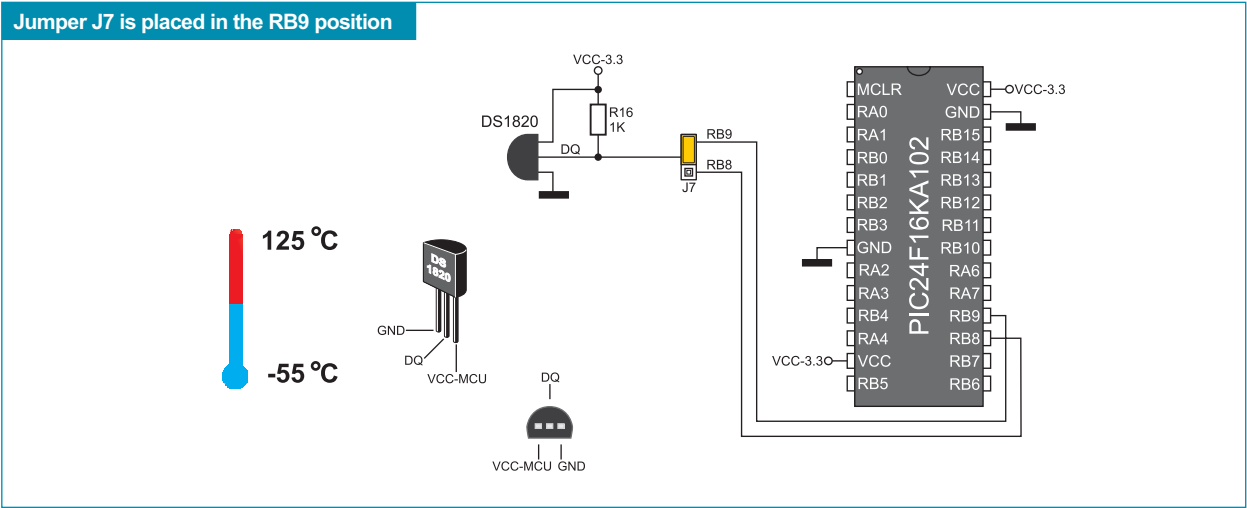 Jumper J7 is placed in the RB9 position
VCC-3.3
R16
1K
DS1820
DQ
RB9
RB8
J7
125 °C
-55 °C
DS
1820
GND
DQ
VCC-MCU
DQ
VCC-MCU GND
PIC24F16KA102
MCLR VCC
VCC-3.3
RA0 GND
RA1 RB15
RB0 RB14
RB1 RB13
RB2 RB12
RB3 RB11
GND RB10
RA2 RA6
RA3 RA7
RB4 RB9
RA4 RB8
VCC-3.3
VCC RB7
RB5 RB6